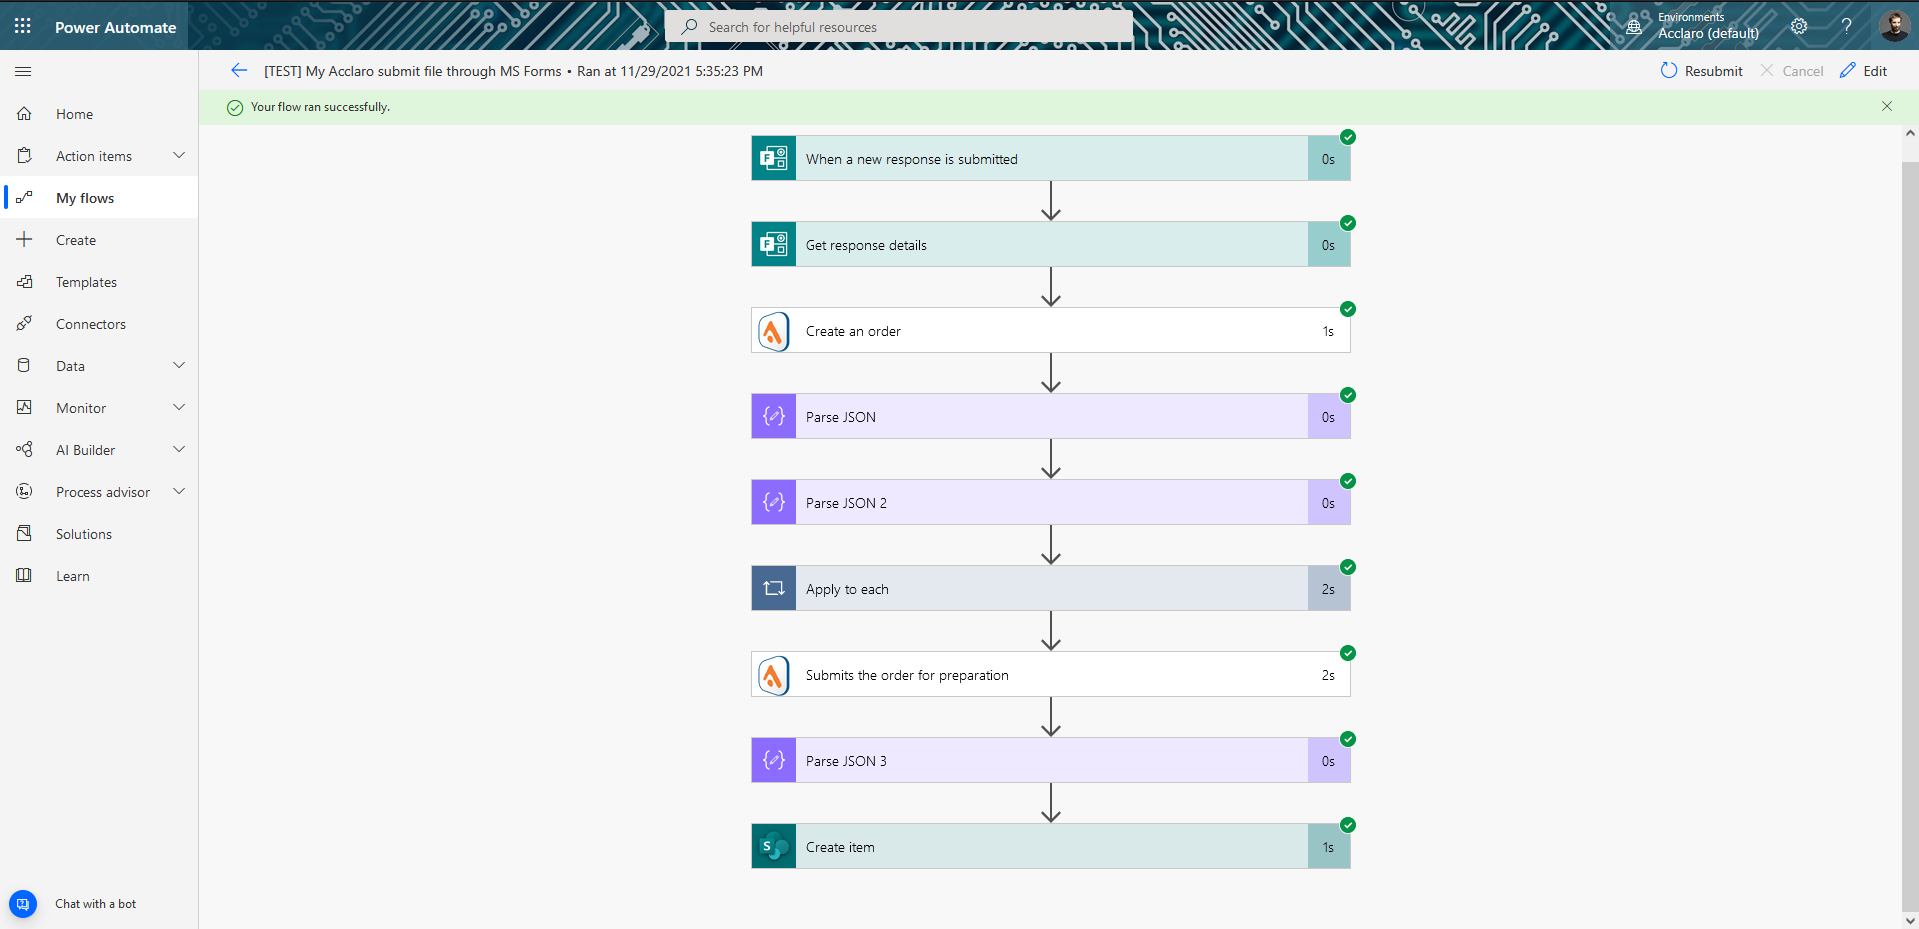 Power Automate
Search for helpful resources
Environments
Acclaro (default)
?
[TEST] My Acclaro submit file through MS Forms • Ran at 11/29/2021 5:35:23 PM
Resubmit
Cancel
Edit
Your flow ran successfully.
Home
Action items
My flows
Create
Templates
Connectors
Data
Monitor
AI Builder
Process advisor
Solutions
Learn
Chat with a bot
F
When a new response is submitted
0s
F
Get response details
0s
Create an order
1s
Parse JSON
0s
Parse JSON 2
0s
Apply to each
2s
Submits the order for preparation
2s
Parse JSON 3
0s
S
Create item
1s